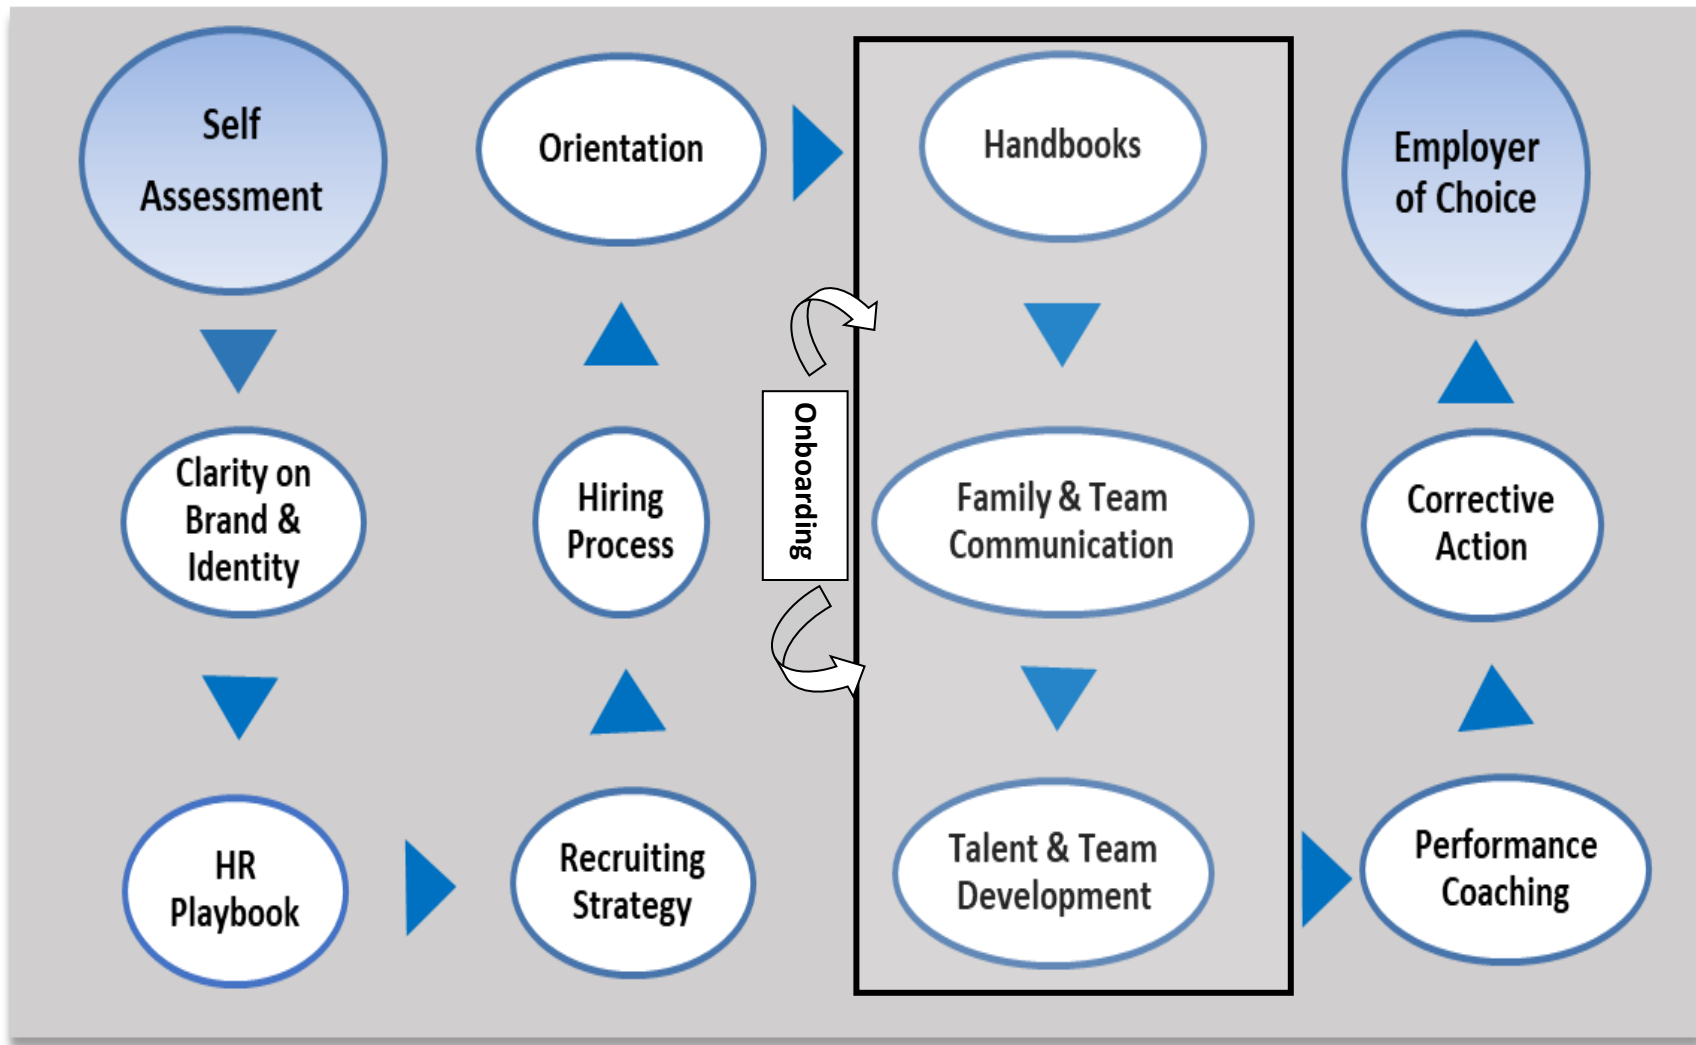 Self
Assessment
Clarity on
Brand &
Identity
HR
Playbook
Recruiting
Strategy
Hiring
Process
Orientation
Onboarding
Handbooks
Family & Team
Communication
Talent & Team
Development
Performance
Coaching
Corrective
Action
Employer
of Choice